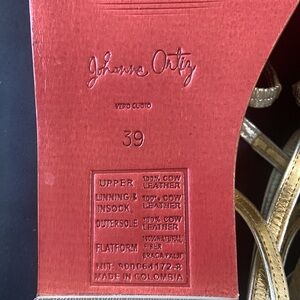 Johanna Ortiz
VERO CUOIO
39
UPPER 100% COW LEATHER
LINNING & INSOCK 100% COW LEATHER
OUTERSOLE 100% COW LEATHER
PLATFORM 100% NATURAL FIBER
MADE IN COLOMBIA